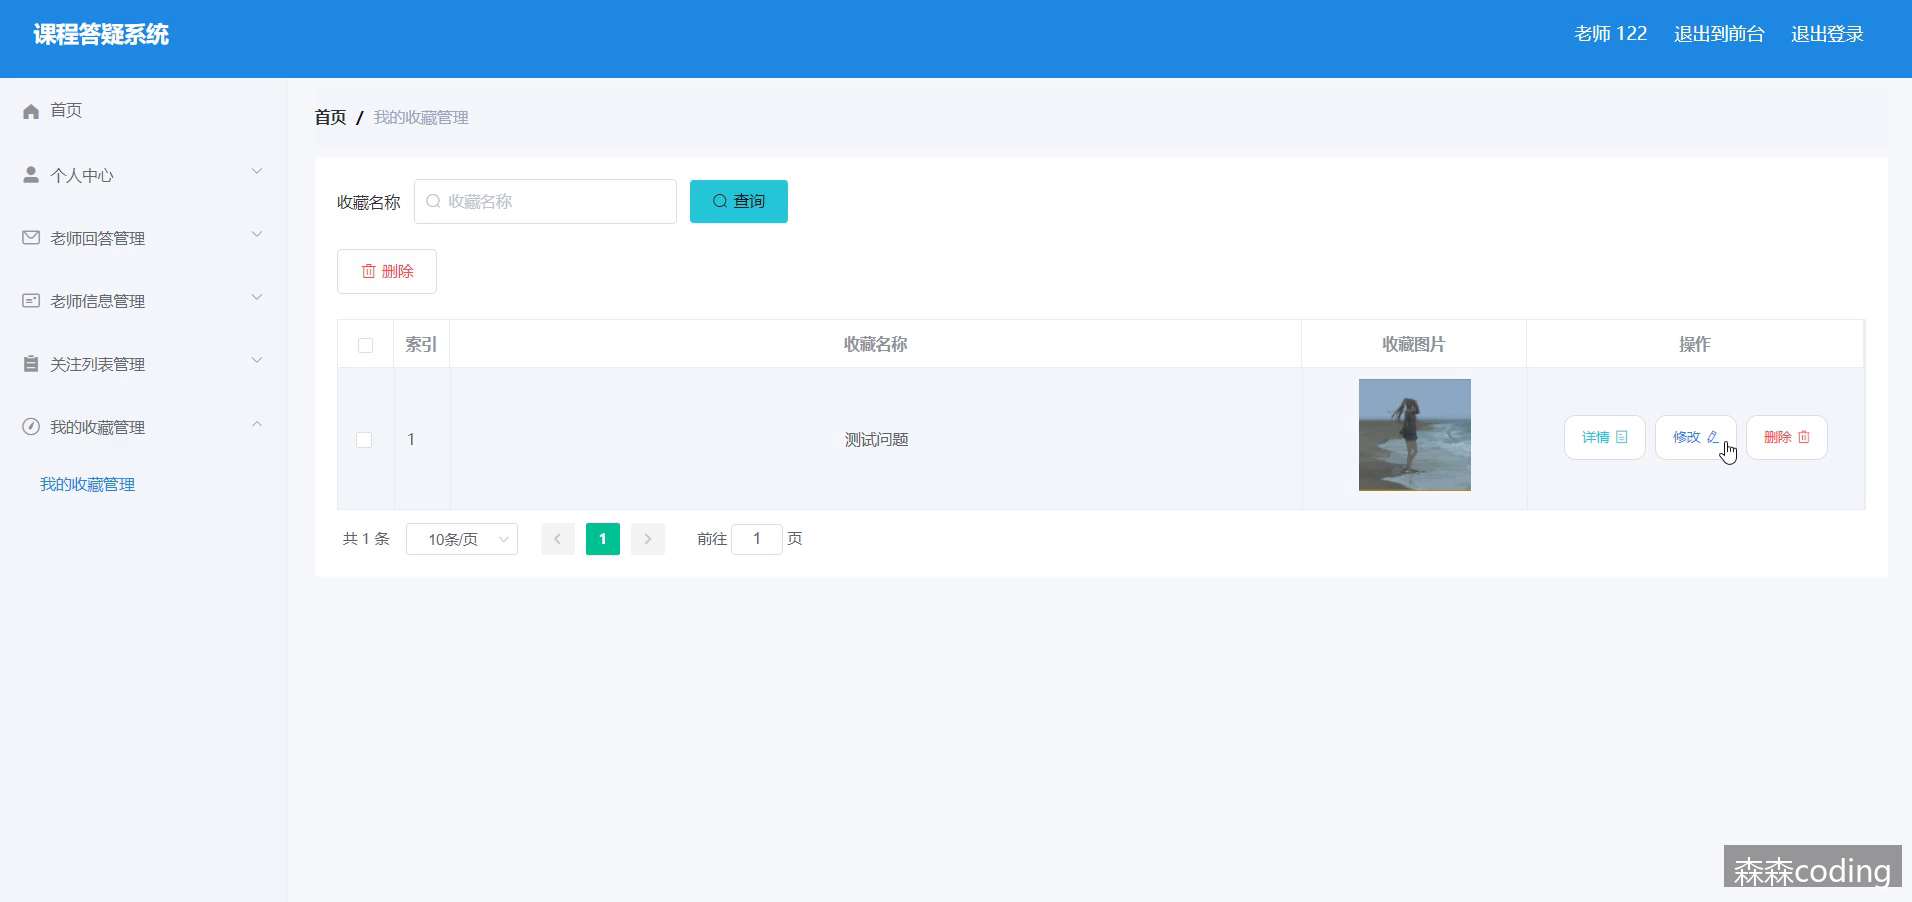 课程答疑系统
老师 122
退出到前台
退出登录
首页
个人中心
老师回答管理
老师信息管理
关注列表管理
我的收藏管理
我的收藏管理
首页 / 我的收藏管理
收藏名称
收藏名称
查询
删除
索引
收藏名称
收藏图片
操作
1
测试问题
详情
修改
删除
共 1 条
10条/页
1
前往 1 页
森森coding